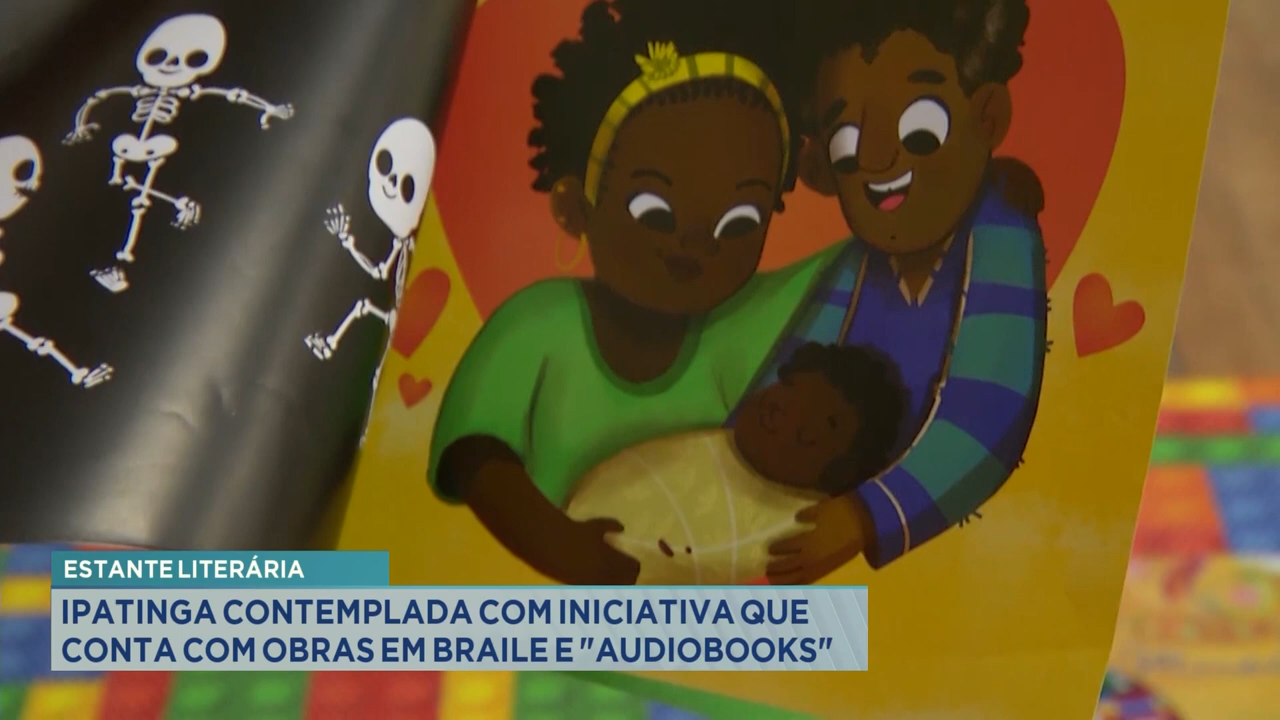 ESTANTE LITERÁRIA
IPATINGA CONTEMPLADA COM INICIATIVA QUE
CONTA COM OBRAS EM BRAILE E "AUDIOBOOKS"